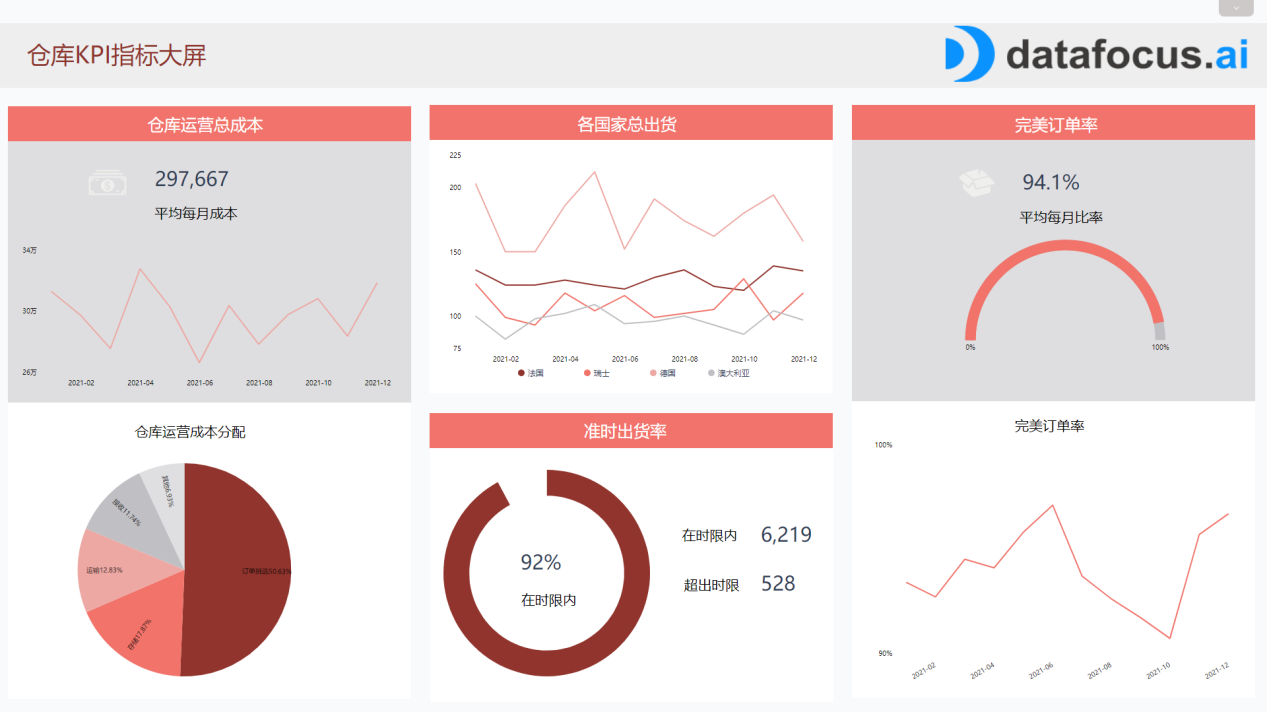 仓库KPI指标大屏
datafocus.ai
仓库运营总成本
297,667
平均每月成本
34万
30万
26万
2021-02
2021-04
2021-06
2021-08
2021-10
2021-12
仓库运营成本分配
其他6.93%
接收11.74%
运输12.83%
存储17.87%
订单挑选50.63%
各国家总出货
225
200
150
100
75
2021-02
2021-04
2021-06
2021-08
2021-10
2021-12
法国
瑞士
德国
澳大利亚
准时出货率
92%
在时限内
在时限内 6,219
超出时限 528
完美订单率
94.1%
平均每月比率
0%
100%
完美订单率
100%
90%
2021-02
2021-04
2021-06
2021-08
2021-10
2021-12